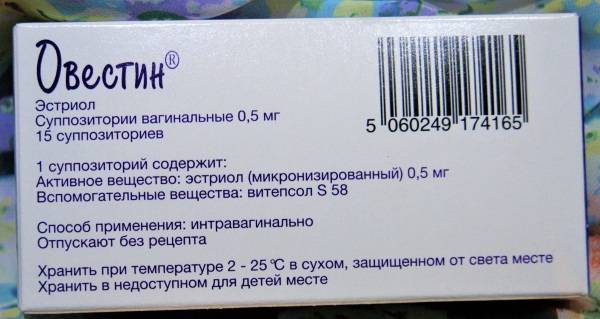 Овестин®
Эстриол
Суппозитории вагинальные 0,5 мг
15 суппозиториев
5 060249 174165
1 суппозиторий содержит:
Активное вещество: эстриол (микронизированный) 0,5 мг
Вспомогательные вещества: витепсол S 58
Способ применения: интравагинально
Отпускают без рецепта
Хранить при температуре 2 - 25 °C в сухом, защищенном от света месте
Хранить в недоступном для детей месте